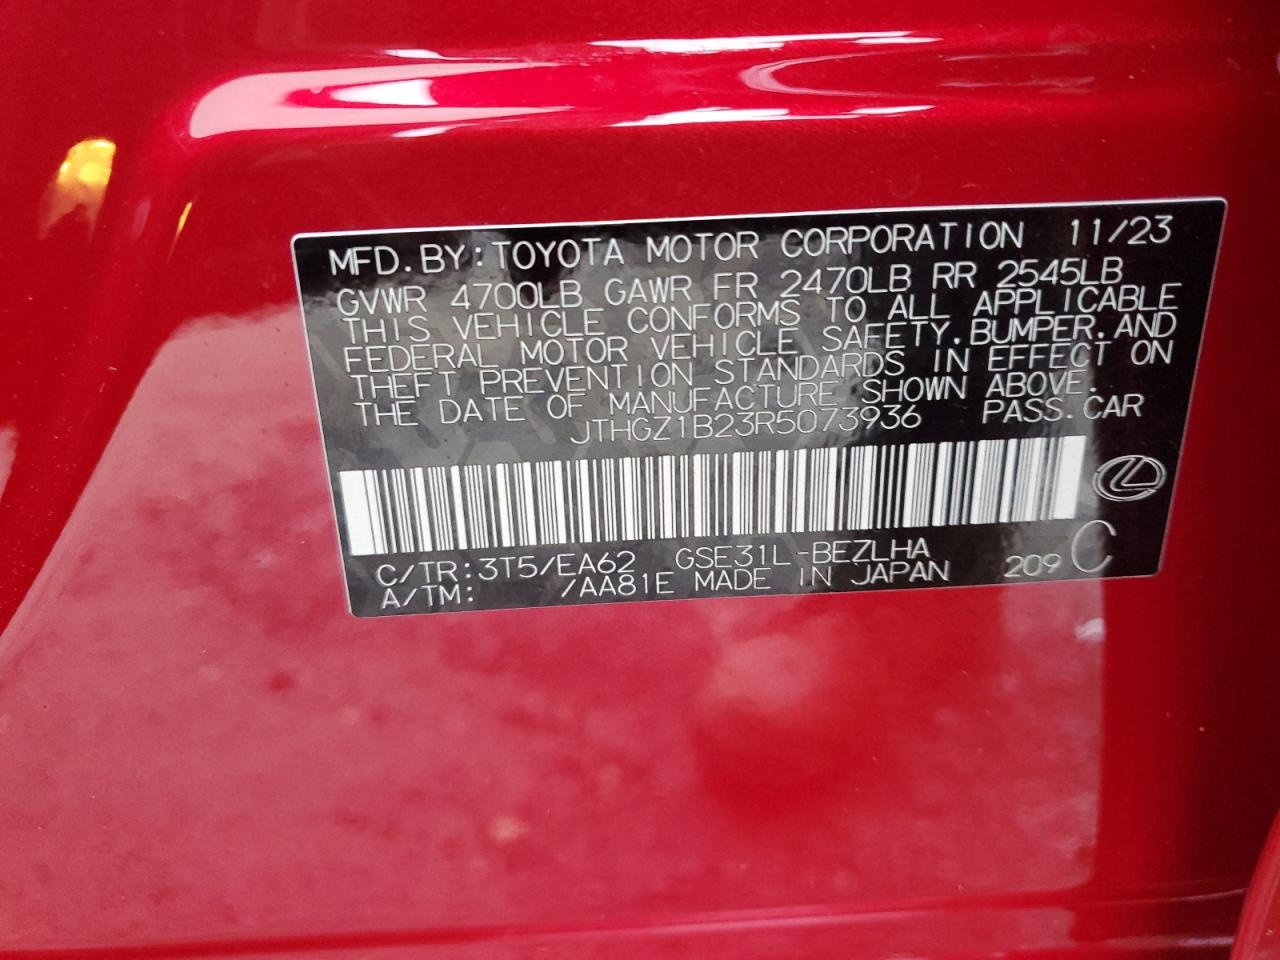 MFD.BY:TOYOTA MOTOR CORPORATION 11/23
GVWR 4700LB GAWR FR 2470LB RR 2545LB
THIS VEHICLE CONFORMS TO ALL APPLICABLE
FEDERAL MOTOR VEHICLE SAFETY.BUMPER.AND
THEFT PREVENTION STANDARDS IN EFFECT ON
THE DATE OF MANUFACTURE SHOWN ABOVE.
JTHGZ1B23R5073936 PASS.CAR
C/TR:3T5/EA62 GSE31L-BEZLHA
A/TM: /AA81E MADE IN JAPAN 209 C